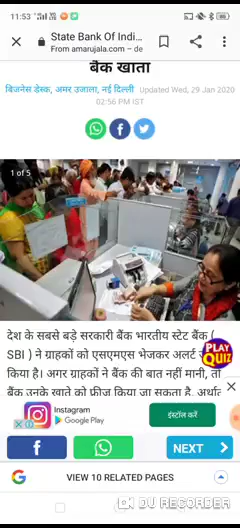 11:53
State Bank Of Indi...
From amarujala.com – de
बैंक खाता
बिजनेस डेस्क, अमर उजाला, नई दिल्ली Updated Wed, 29 Jan 2020
02:56 PM IST
1 of 5
देश के सबसे बड़े सरकारी बैंक भारतीय स्टेट बैंक (
SBI ) ने ग्राहकों को एसएमएस भेजकर अलर्ट
किया है। अगर ग्राहकों ने बैंक की बात नहीं मानी, तो
बैंक उनके खाते को फ्रीज किया जा सकता है, अर्थात
PLAY
QUIZ
Instagram
Google Play
इंस्टॉल करें
NEXT
VIEW 10 RELATED PAGES
DU RECORDER